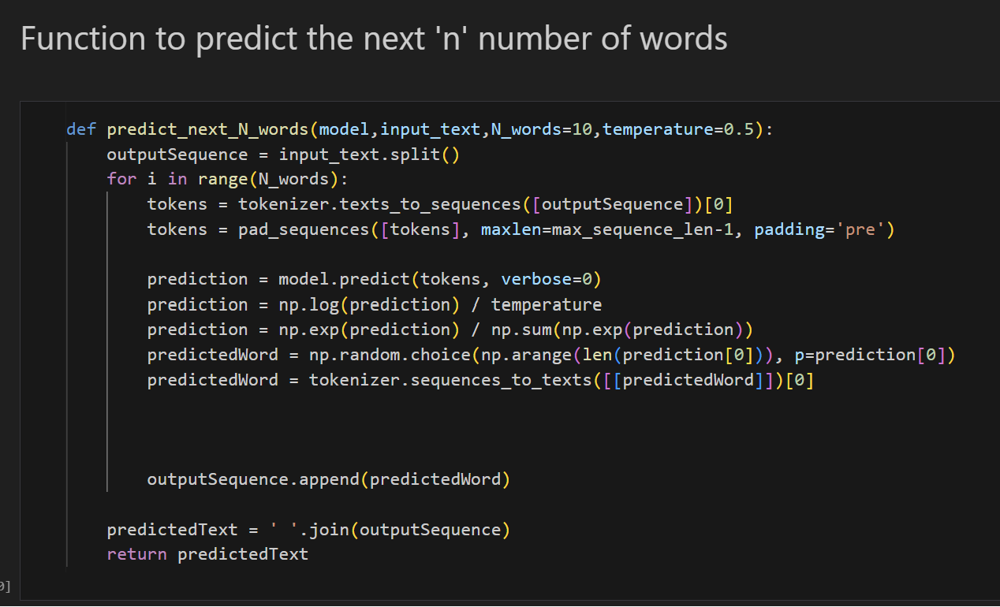 Function to predict the next 'n' number of words
def predict_next_N_words(model,input_text,N_words=10,temperature=0.5):
    outputSequence = input_text.split()
    for i in range(N_words):
        tokens = tokenizer.texts_to_sequences([outputSequence])[0]
        tokens = pad_sequences([tokens], maxlen=max_sequence_len-1, padding='pre')
        prediction = model.predict(tokens, verbose=0)
        prediction = np.log(prediction) / temperature
        prediction = np.exp(prediction) / np.sum(np.exp(prediction))
        predictedWord = np.random.choice(np.arange(len(prediction[0])), p=prediction[0])
        predictedWord = tokenizer.sequences_to_texts([[predictedWord]])[0]
        outputSequence.append(predictedWord)
    predictedText = ' '.join(outputSequence)
    return predictedText